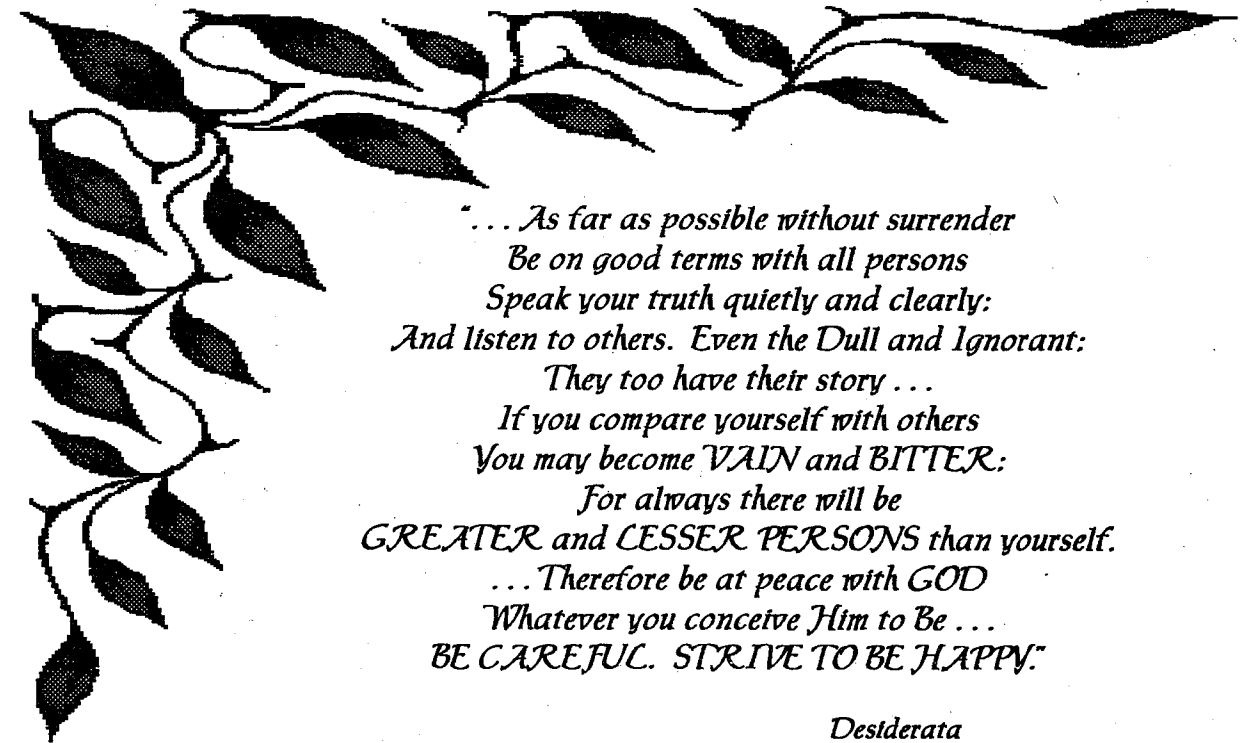 "... As far as possible without surrender
Be on good terms with all persons
Speak your truth quietly and clearly:
And listen to others. Even the Dull and Ignorant:
They too have their story ...
If you compare yourself with others
You may become VAIN and BITTER:
For always there will be
GREATER and LESSER PERSONS than yourself.
... Therefore be at peace with GOD
Whatever you conceive Him to Be ...
BE CAREFUL. STRIVE TO BE HAPPY."
Desiderata